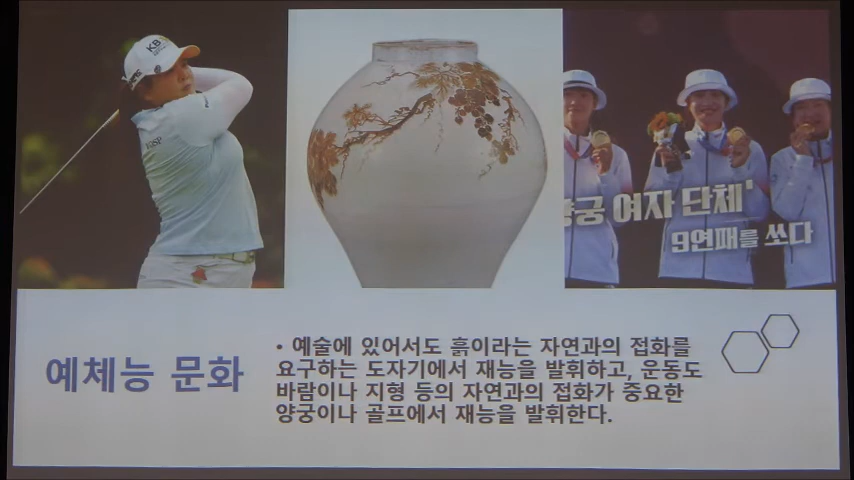 KB
양궁 여자 단체'
9연패를 쏘다
예체능 문화
• 예술에 있어서도 흙이라는 자연과의 접화를
요구하는 도자기에서 재능을 발휘하고, 운동도
바람이나 지형 등의 자연과의 접화가 중요한
양궁이나 골프에서 재능을 발휘한다.